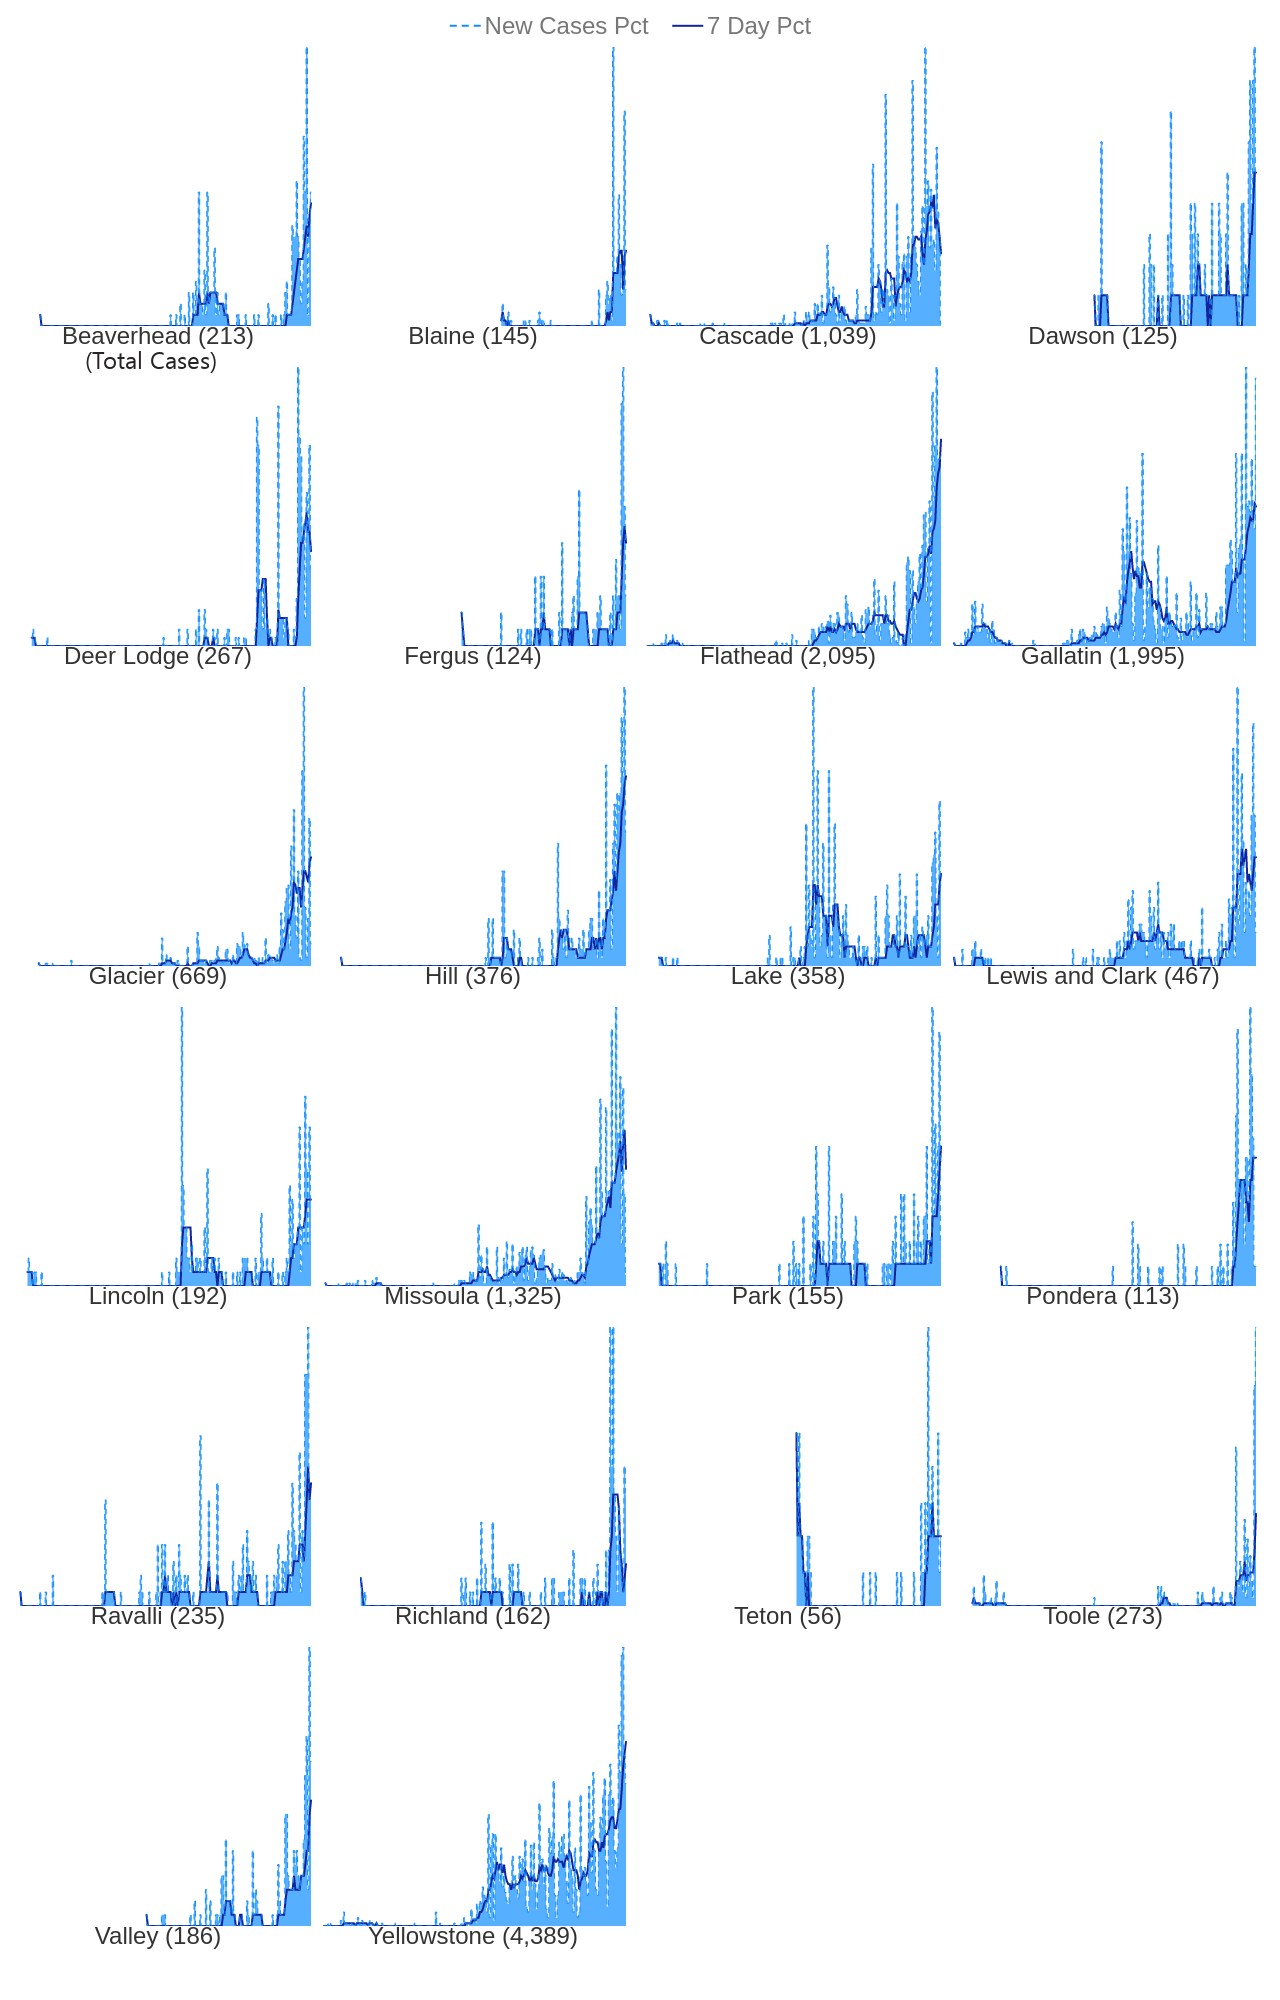 New Cases Pct 7 Day Pct
Beaverhead (213) Blaine (145) Cascade (1,039) Dawson (125)
(Total Cases)
Deer Lodge (267) Fergus (124) Flathead (2,095) Gallatin (1,995)
Glacier (669) Hill (376) Lake (358) Lewis and Clark (467)
Lincoln (192) Missoula (1,325) Park (155) Pondera (113)
Ravalli (235) Richland (162) Teton (56) Toole (273)
Valley (186) Yellowstone (4,389)